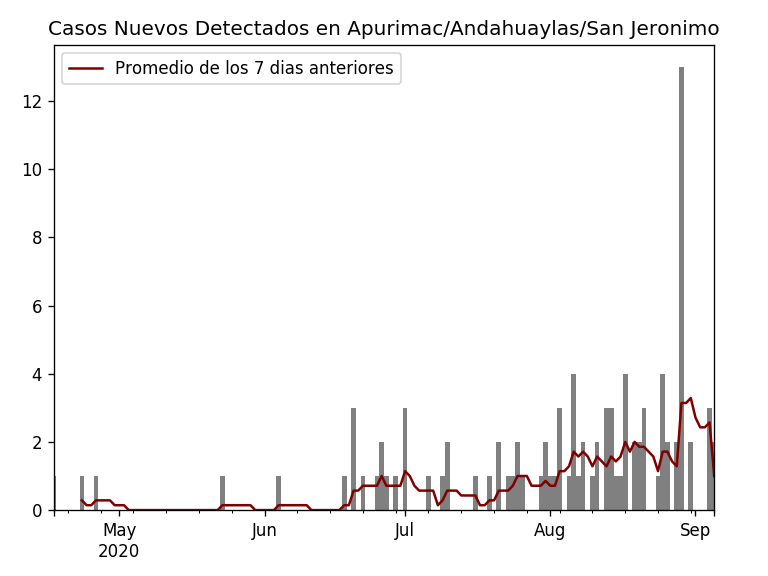 Casos Nuevos Detectados en Apurimac/Andahuaylas/San Jeronimo
Promedio de los 7 dias anteriores
12
10
8
6
4
2
0
May Jun Jul Aug Sep
2020